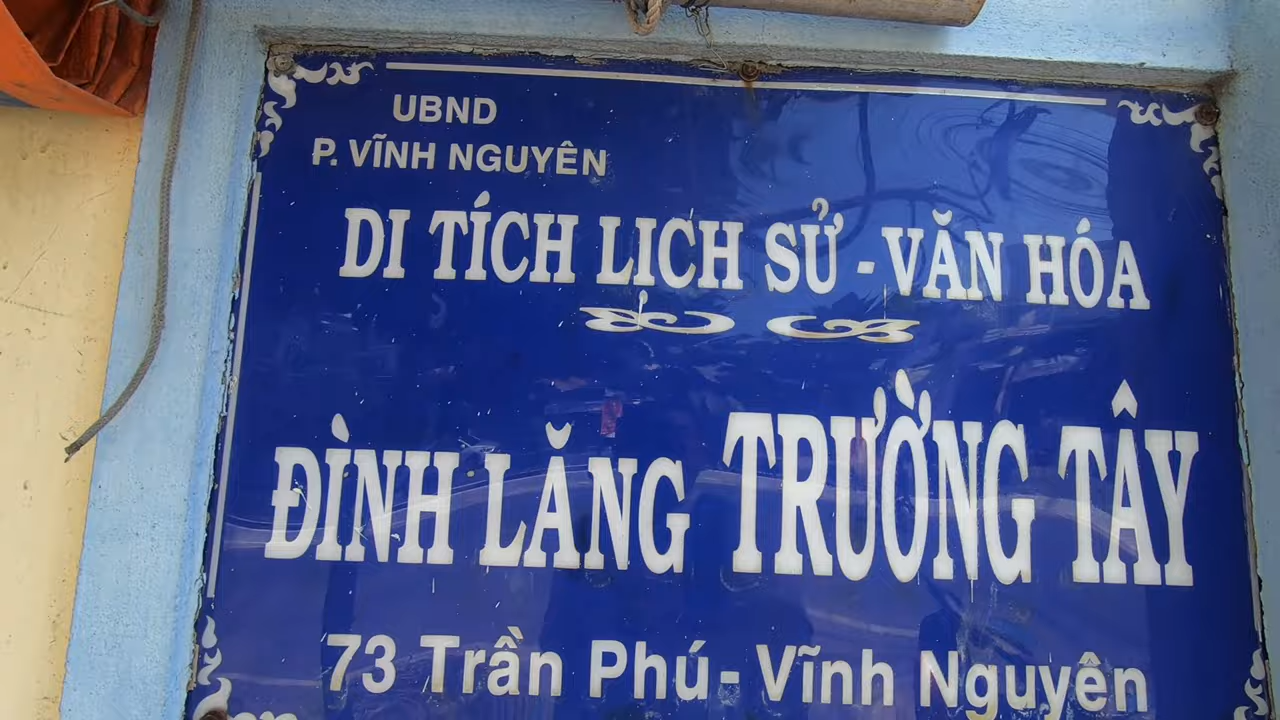 UBND
P. VĨNH NGUYÊN
DI TÍCH LỊCH SỬ - VĂN HÓA
ĐÌNH LĂNG TRƯỜNG TÂY
73 Trần Phú - Vĩnh Nguyên